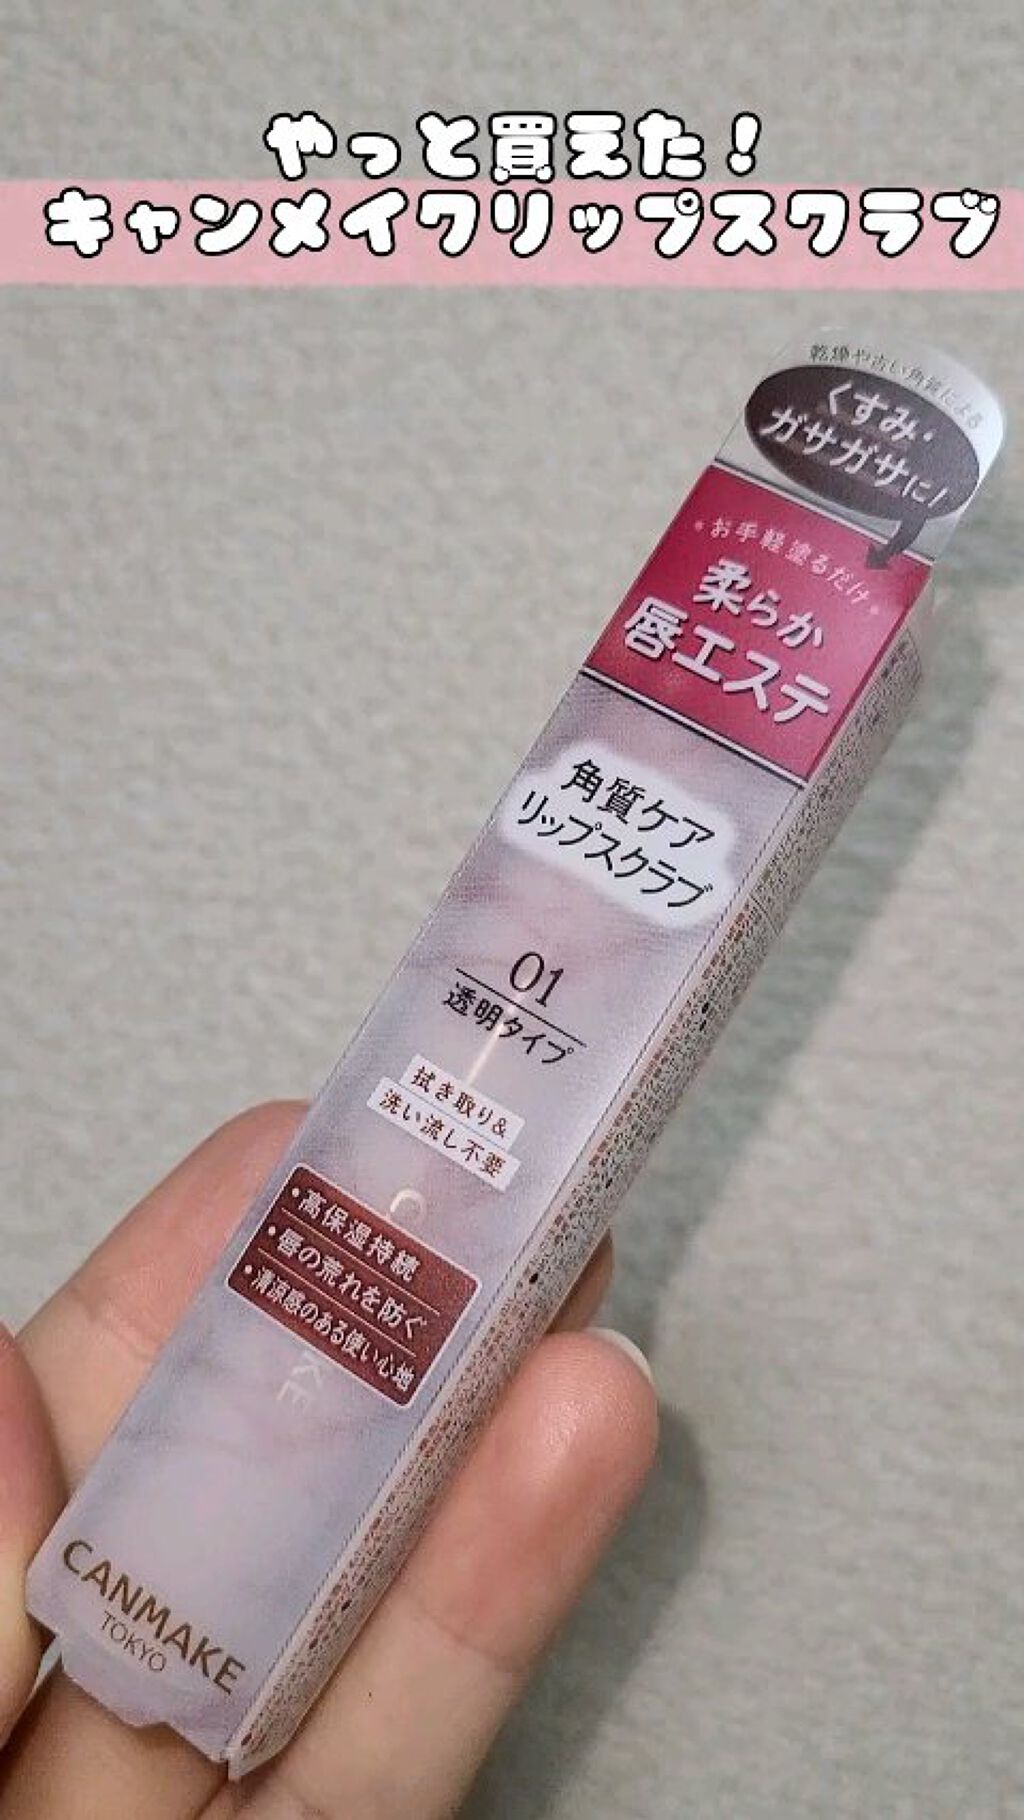 やっと買えた！
キャンメイクリップスクラブ
乾燥や古い角質による
くすみ・
ガサガサに！
お手軽塗るだけ
柔らか
唇エステ
角質ケア
リップスクラブ
01
透明タイプ
拭き取り&
洗い流し不要
・高保湿持続
・唇の荒れを防ぐ
・清涼感のある使い心地
KE
CANMAKE
TOKYO